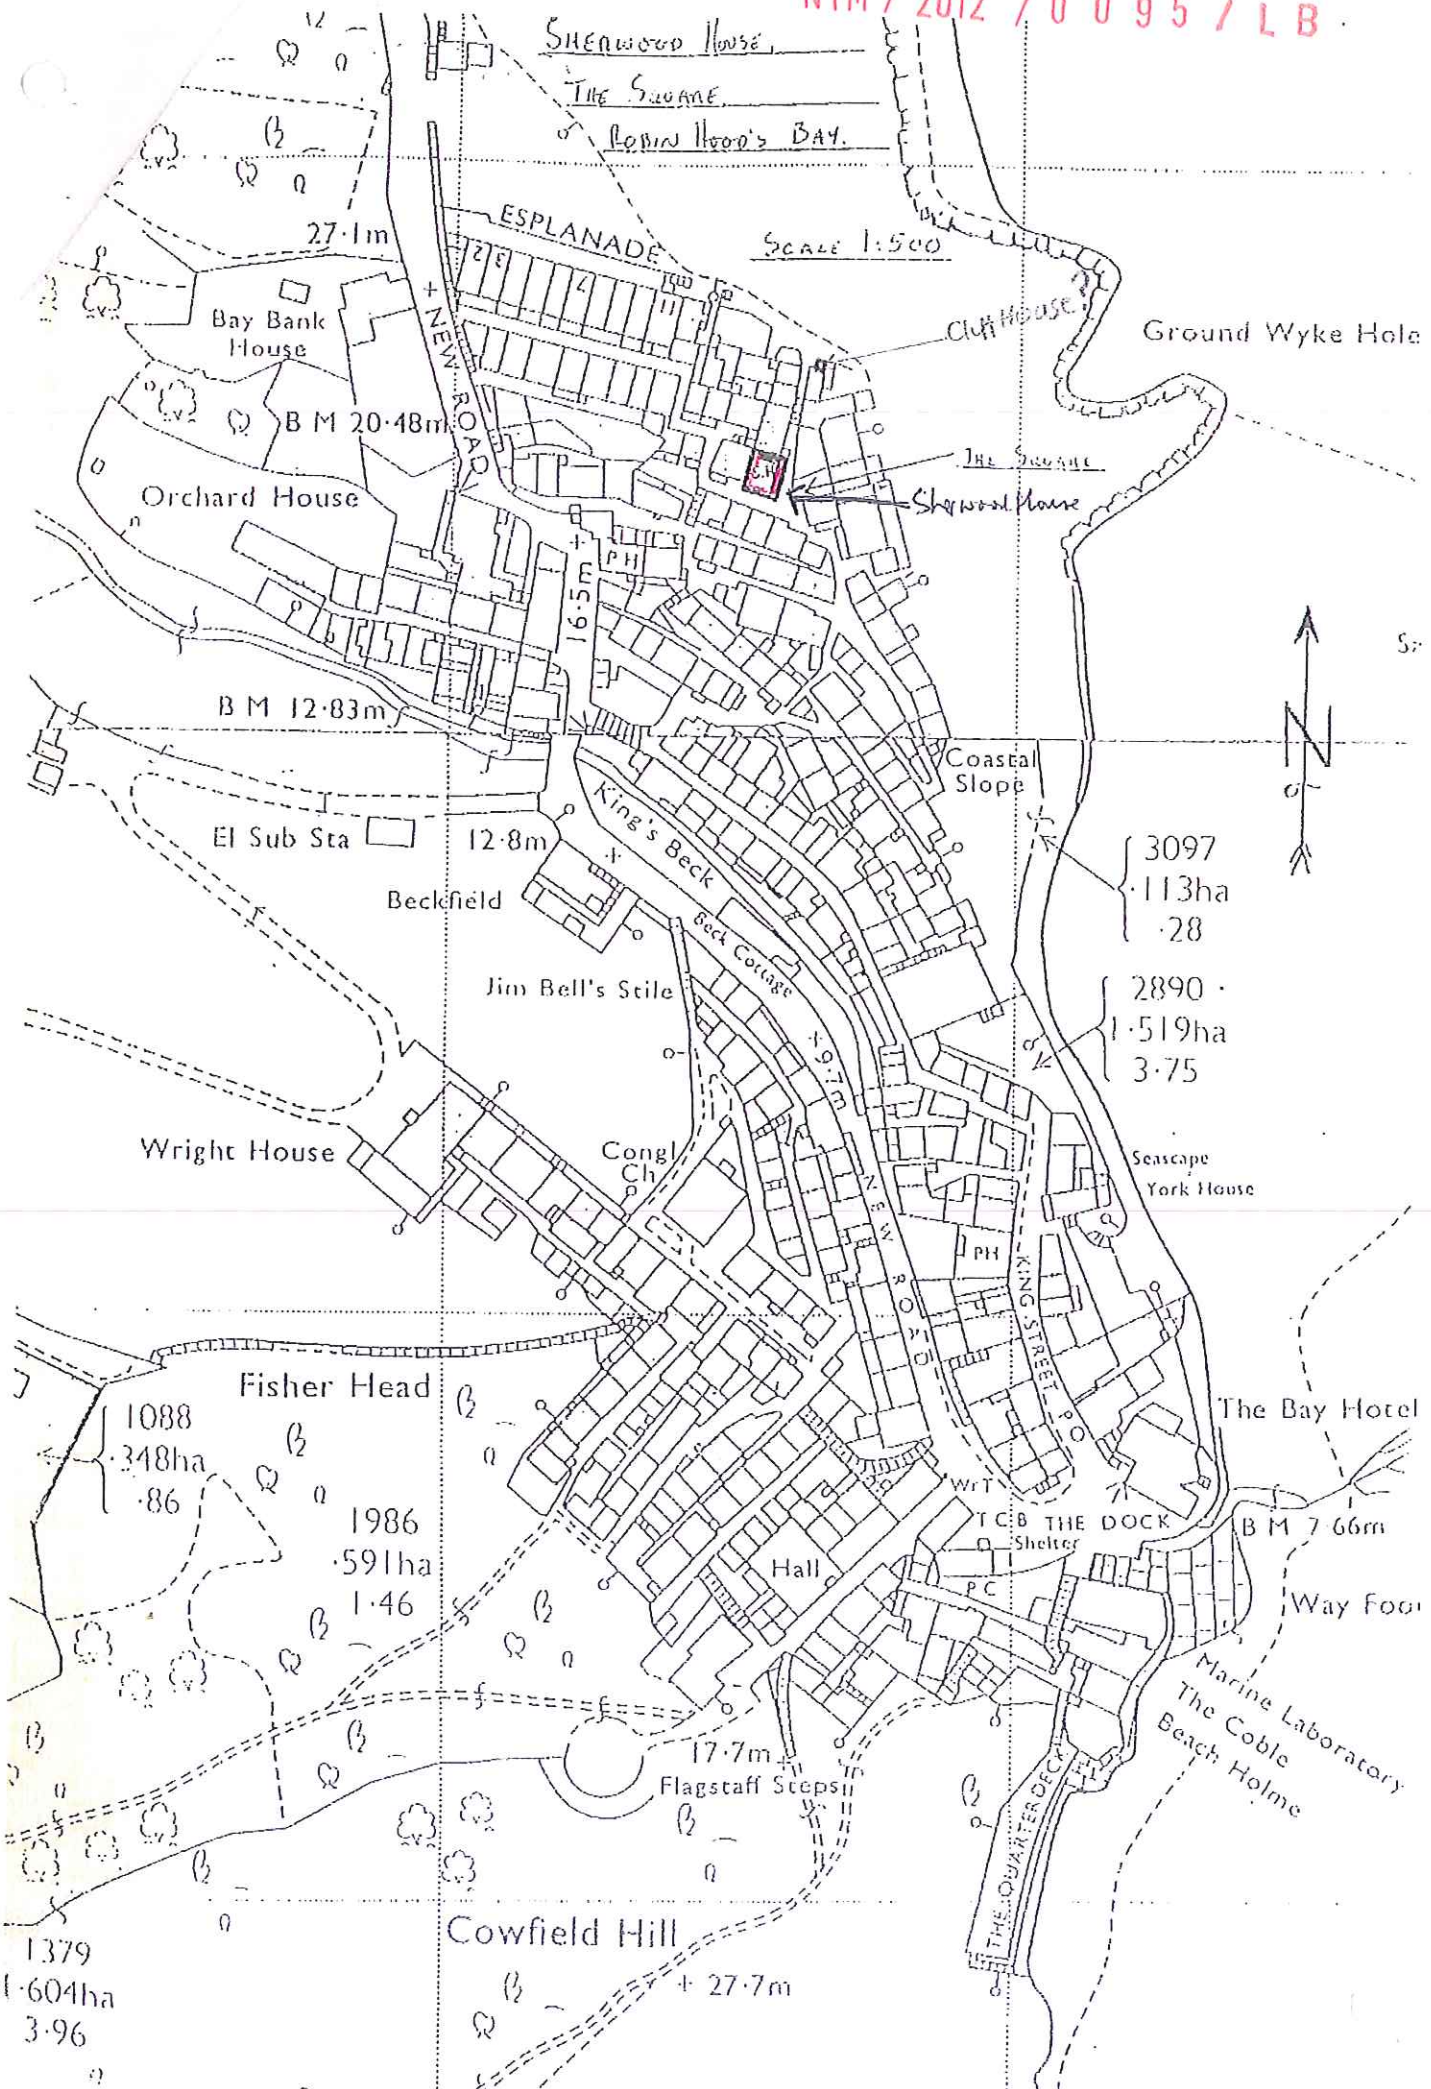 NYM / 2012 / 0 0 9 5 / LB
SHERWOOD HOUSE,
THE SQUARE
ROBIN HOOD'S BAY.
SCALE 1:500
ESPLANADE
2
3
7
11
27·1m
NEW ROAD
Bay Bank
House
Cliff House
Ground Wyke Hole
B M 20·48m
THE SQUARE
Sherwood House
Orchard House
PH
16·5m
B M 12·83m
N
Coastal
Slope
El Sub Sta
12·8m
King's Beck
3097
·113ha
·28
Beckfield
Beck Cottage
Jim Bell's Stile
2890
1·519ha
3·75
9·7m
Wright House
Congl
Ch
Seascape
York House
NEW ROAD
PH
KING STREET
PO
Fisher Head
The Bay Hotel
1088
·348ha
·86
1986
·591ha
1·46
WrT
TCB THE DOCK
Shelter
B M 7·66m
Hall
PC
Way Foo
Marine Laboratory
The Coble
Beach Holme
17·7m
Flagstaff Steps
THE QUARTERDECK
Cowfield Hill
27·7m
1379
1·604ha
3·96